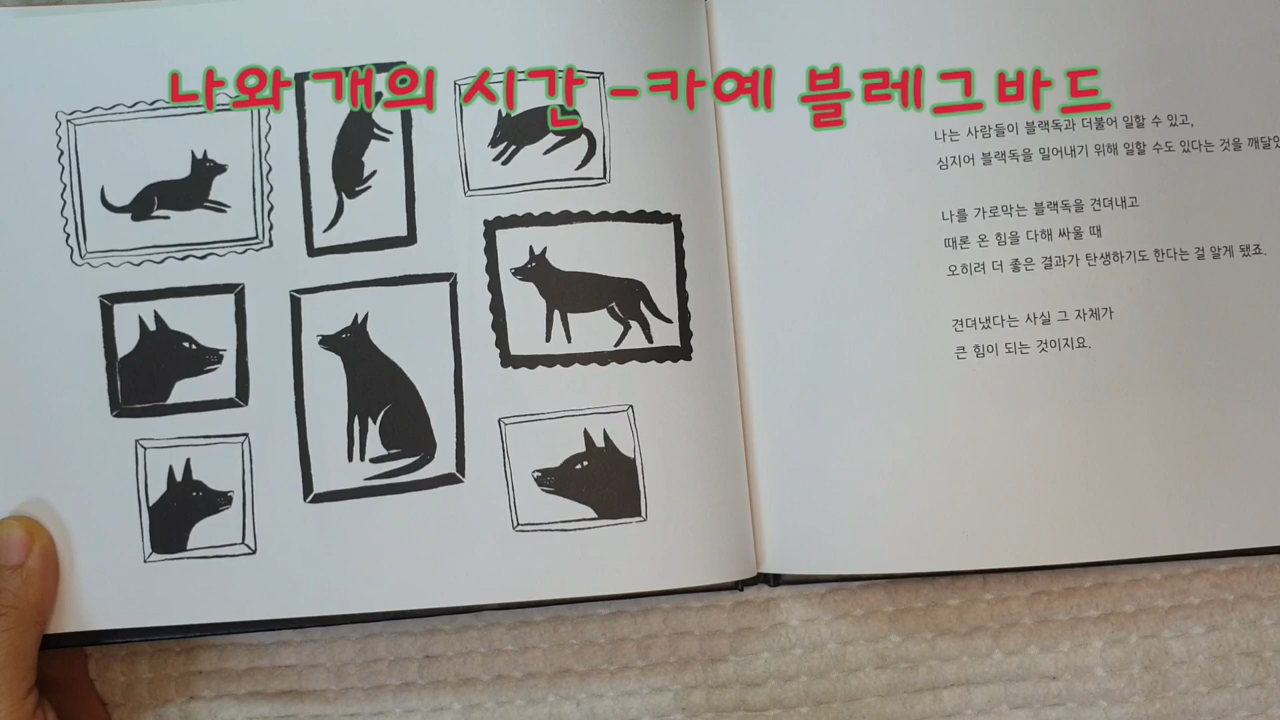 나와 개의 시간 -카예 블레그바드
나는 사람들이 블랙독과 더불어 일할 수 있고,
심지어 블랙독을 밀어내기 위해 일할 수도 있다는 것을
나를 가로막는 블랙독을 견뎌내고
때론 온 힘을 다해 싸울 때
오히려 더 좋은 결과가 탄생하기도 한다는 걸 알게 됐죠.
견뎌냈다는 사실 그 자체가
큰 힘이 되는 것이지요.